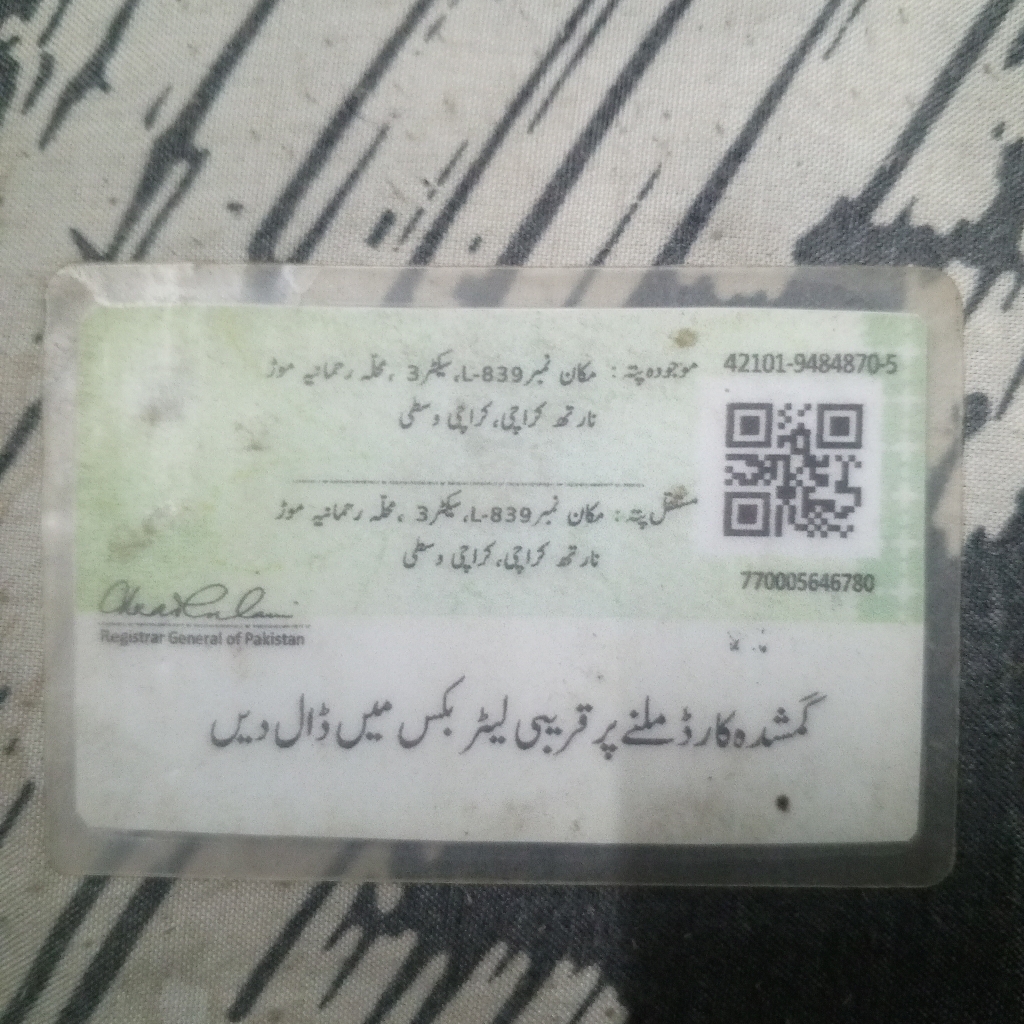 42101-9484870-5
موجودہ پتہ : مکان نمبر L-839، سیکٹر 3 ، محلّہ رحمانیہ موڑ
نارتھ کراچی، کراچی وسطی
مستقل پتہ : مکان نمبر L-839، سیکٹر 3 ، محلّہ رحمانیہ موڑ
نارتھ کراچی، کراچی وسطی
770005646780
Registrar General of Pakistan
گمشدہ کارڈ ملنے پر قریبی لیٹر بکس میں ڈال دیں